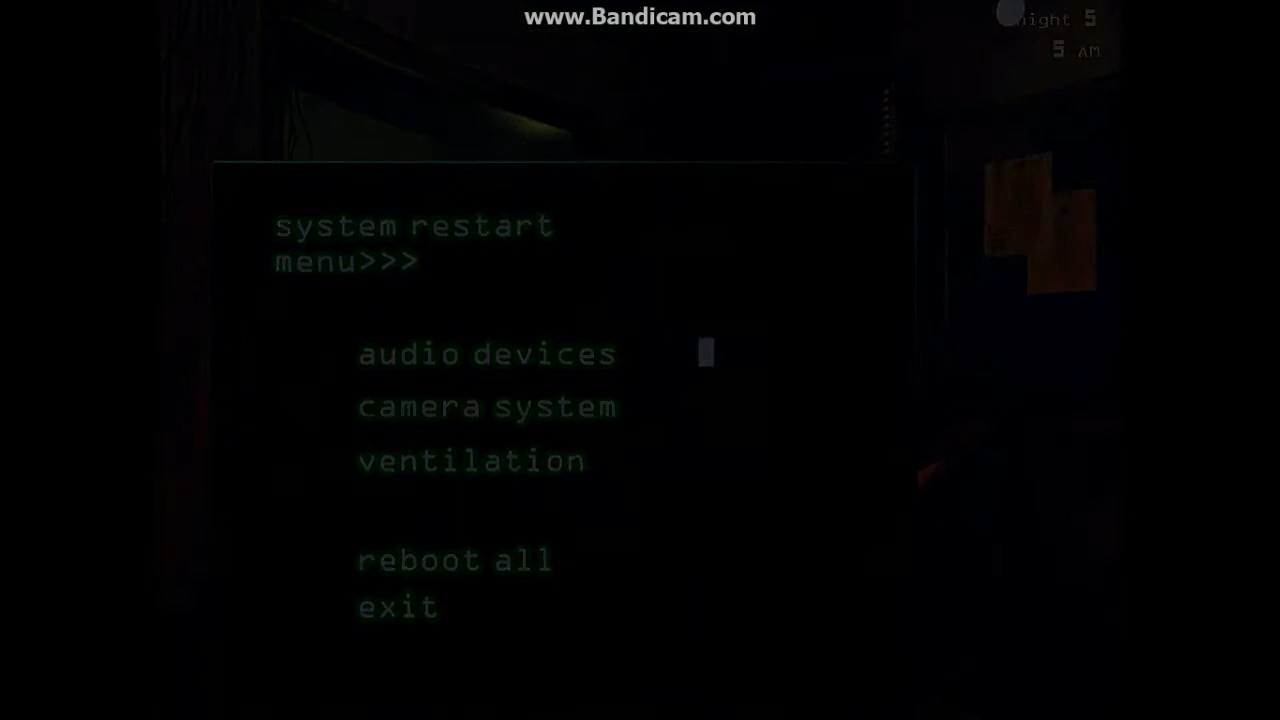 www.Bandicam.com
night 5
5 AM
system restart
menu>>>
audio devices
camera system
ventilation
reboot all
exit